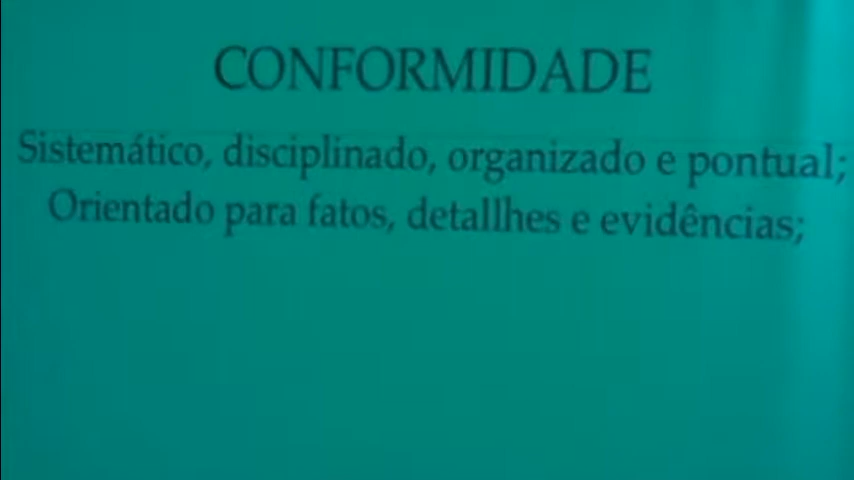 CONFORMIDADE
Sistemático, disciplinado, organizado e pontual;
Orientado para fatos, detallhes e evidências;